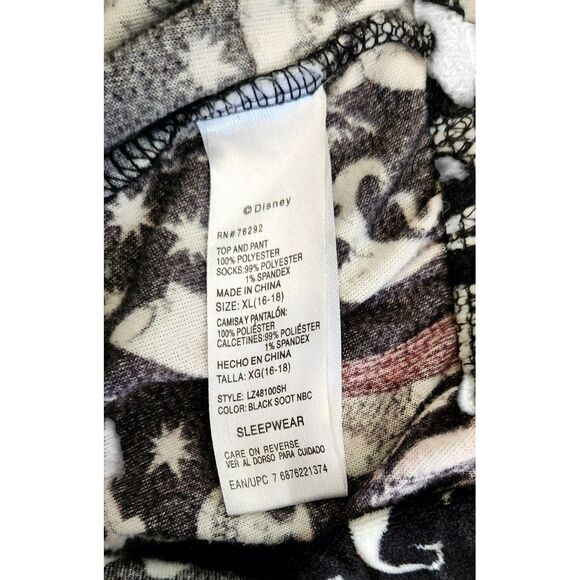 © Disney
RN#76292
TOP AND PANT
100% POLYESTER
SOCKS:99% POLYESTER
1% SPANDEX
MADE IN CHINA
SIZE: XL(16-18)
CAMISA Y PANTALÓN:
100% POLIÉSTER
CALCETINES:99% POLIÉSTER
1% SPANDEX
HECHO EN CHINA
TALLA: XG(16-18)
STYLE: LZ48100SH
COLOR: BLACK SOOT NBC
SLEEPWEAR
CARE ON REVERSE
VER AL DORSO PARA CUIDADO
EAN/UPC 7 6876221374